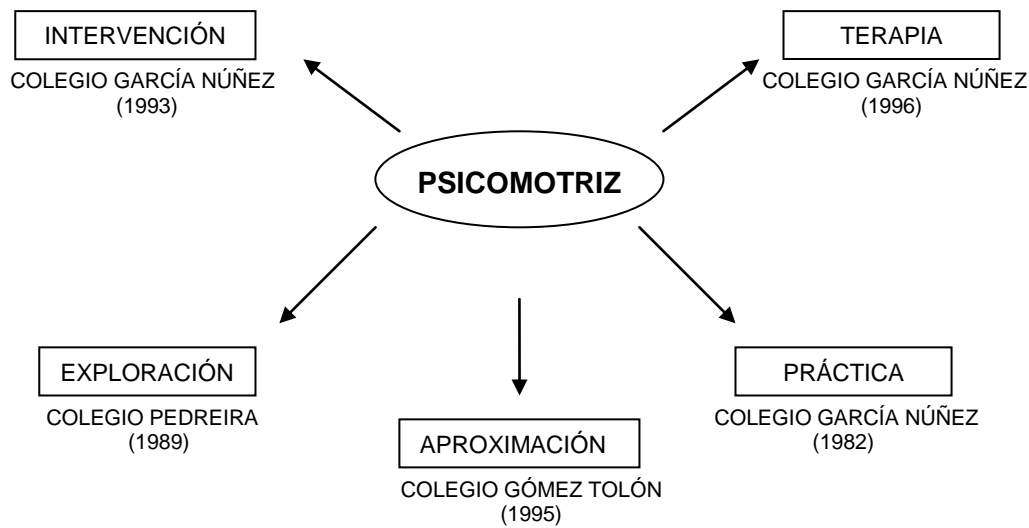 INTERVENCIÓN
COLEGIO GARCÍA NÚÑEZ
(1993)
TERAPIA
COLEGIO GARCÍA NÚÑEZ
(1996)
PSICOMOTRIZ
EXPLORACIÓN
COLEGIO PEDREIRA
(1989)
APROXIMACIÓN
COLEGIO GÓMEZ TOLÓN
(1995)
PRÁCTICA
COLEGIO GARCÍA NÚÑEZ
(1982)